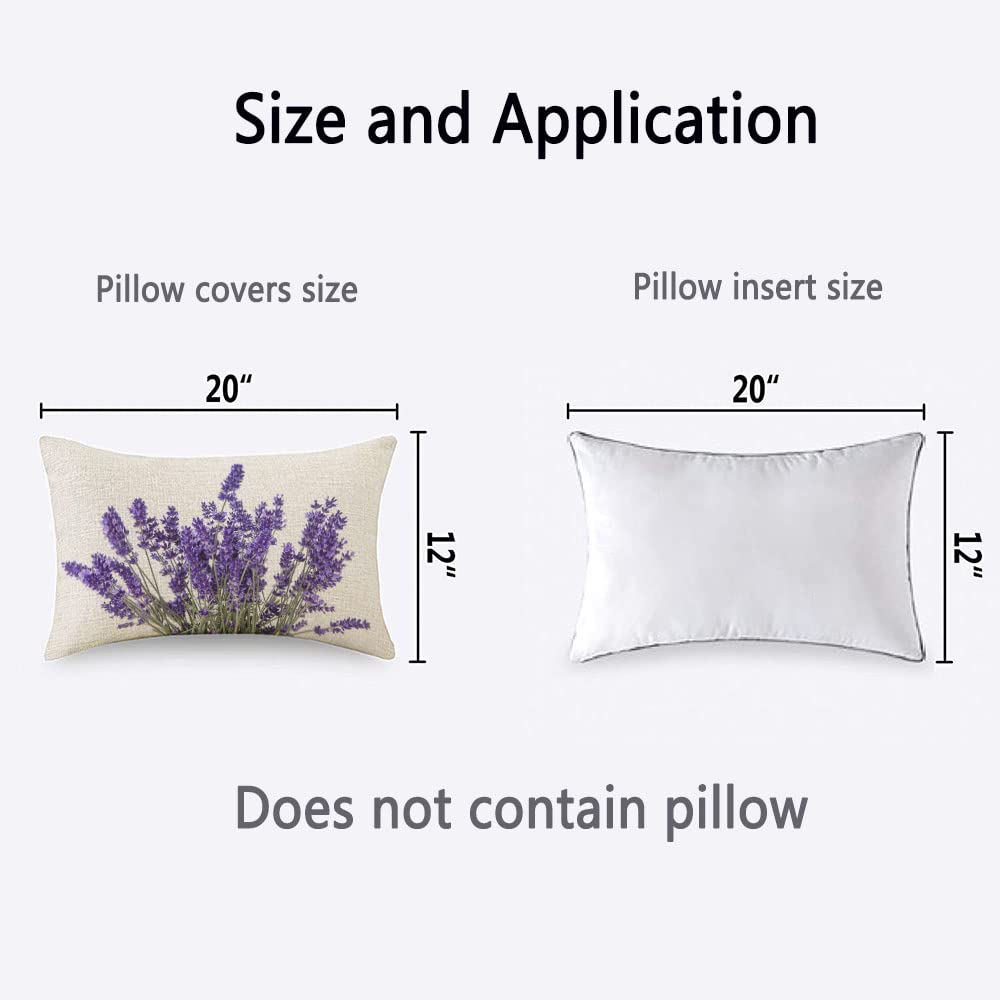 Size and Application
Pillow covers size
Pillow insert size
20“
20“
12“
12“
Does not contain pillow